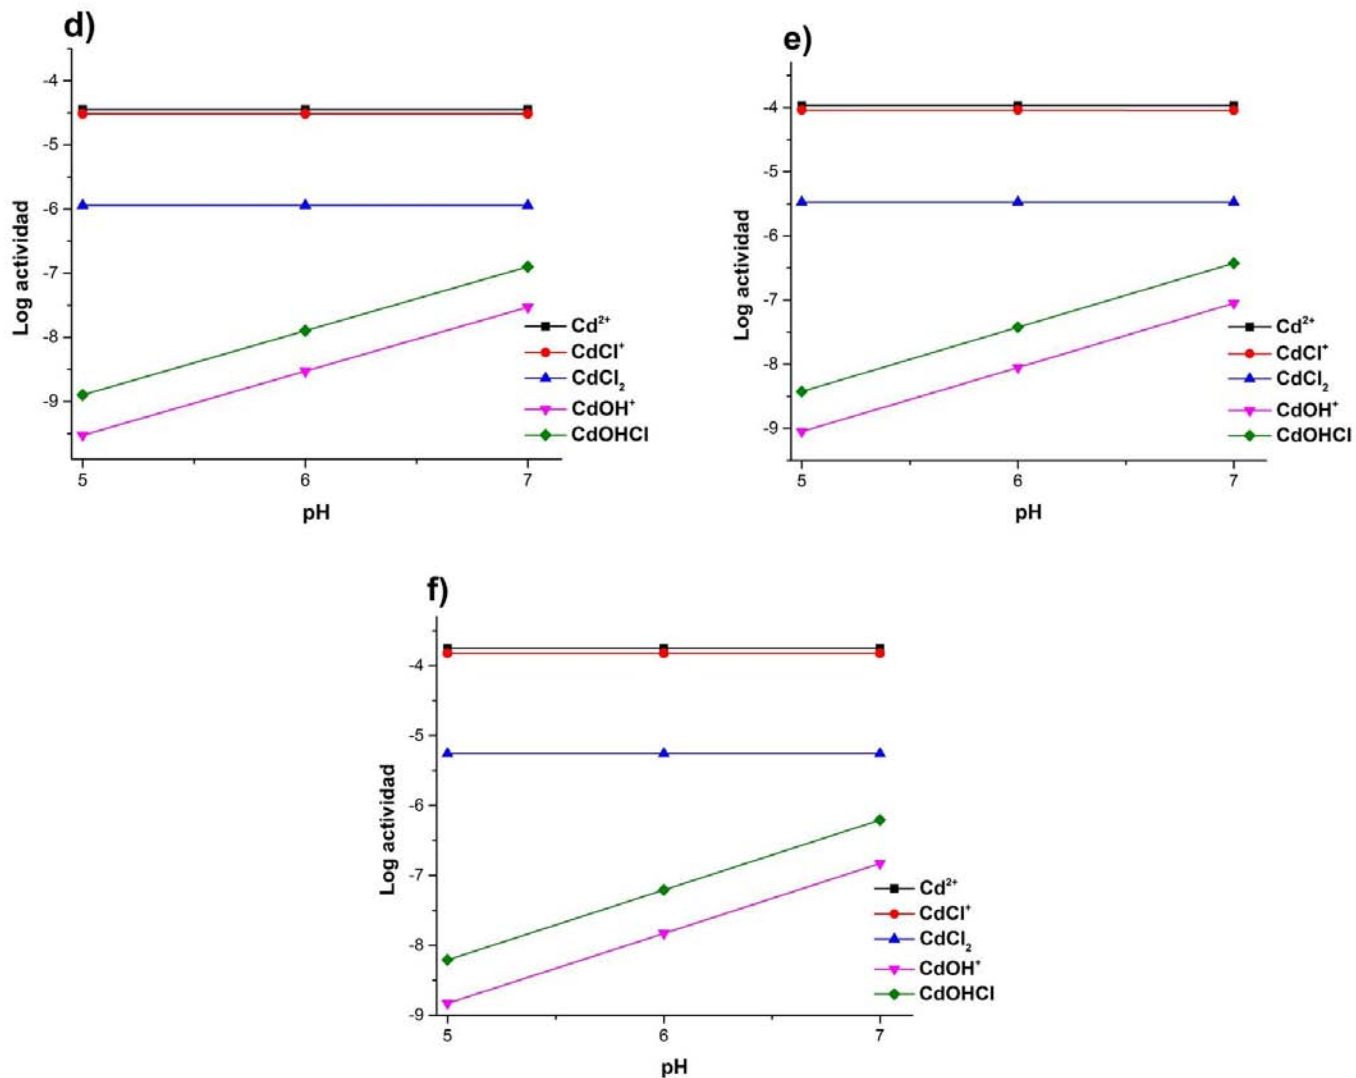 d)
-4
-5
-6
-7
-8
-9
Log actividad
5
6
7
pH
Cd²⁺
CdCl⁺
CdCl₂
CdOH⁺
CdOHCl
e)
-4
-5
-6
-7
-8
-9
Log actividad
5
6
7
pH
Cd²⁺
CdCl⁺
CdCl₂
CdOH⁺
CdOHCl
f)
-4
-5
-6
-7
-8
-9
Log actividad
5
6
7
pH
Cd²⁺
CdCl⁺
CdCl₂
CdOH⁺
CdOHCl